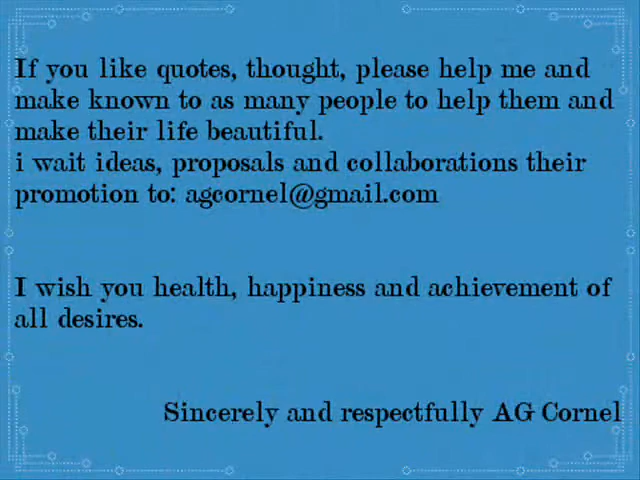 If you like quotes, thought, please help me and
make known to as many people to help them and
make their life beautiful.
i wait ideas, proposals and collaborations their
promotion to: agcornel@gmail.com
I wish you health, happiness and achievement of
all desires.
Sincerely and respectfully AG Cornel